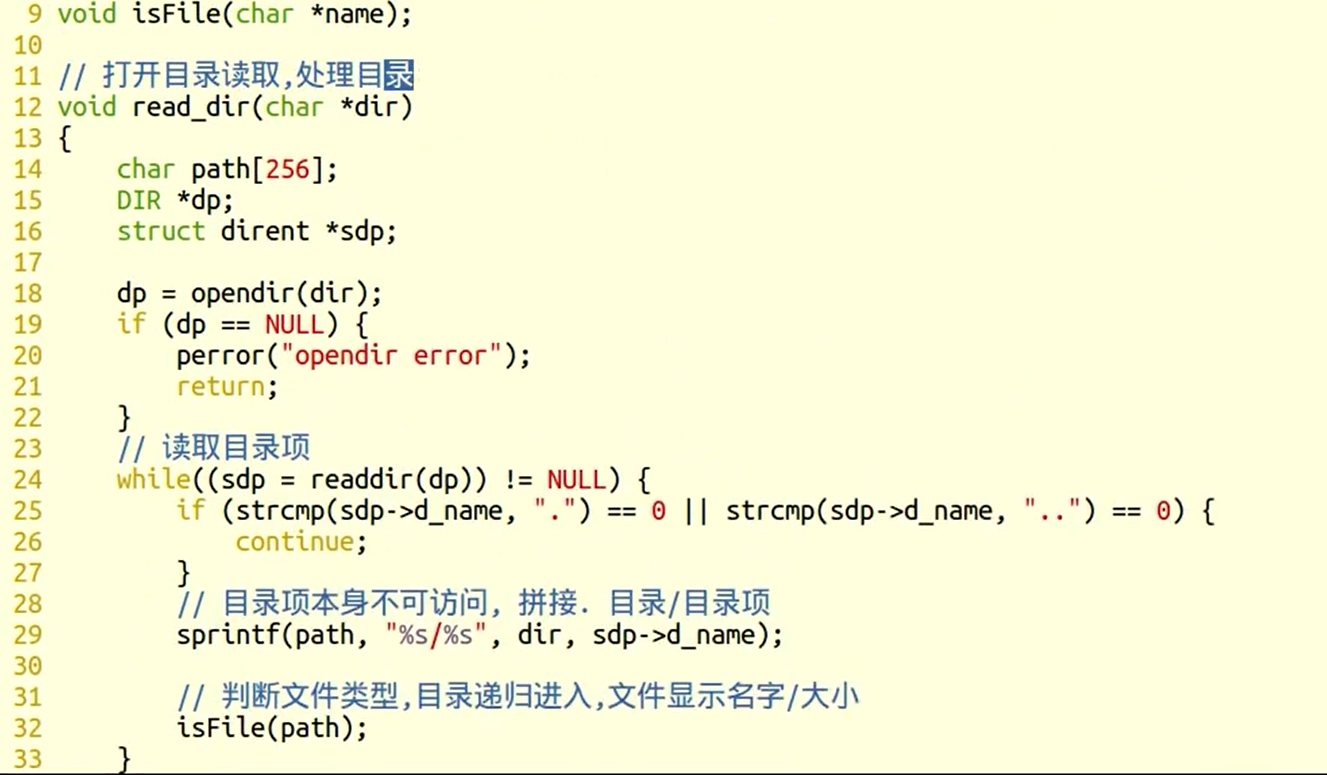 9 void isFile(char *name);
10
11 // 打开目录读取,处理目录
12 void read_dir(char *dir)
13 {
14     char path[256];
15     DIR *dp;
16     struct dirent *sdp;
17
18     dp = opendir(dir);
19     if (dp == NULL) {
20         perror("opendir error");
21         return;
22     }
23     // 读取目录项
24     while((sdp = readdir(dp)) != NULL) {
25         if (strcmp(sdp->d_name, ".") == 0 || strcmp(sdp->d_name, "..") == 0) {
26             continue;
27         }
28         // 目录项本身不可访问, 拼接. 目录/目录项
29         sprintf(path, "%s/%s", dir, sdp->d_name);
30
31         // 判断文件类型,目录递归进入,文件显示名字/大小
32         isFile(path);
33     }